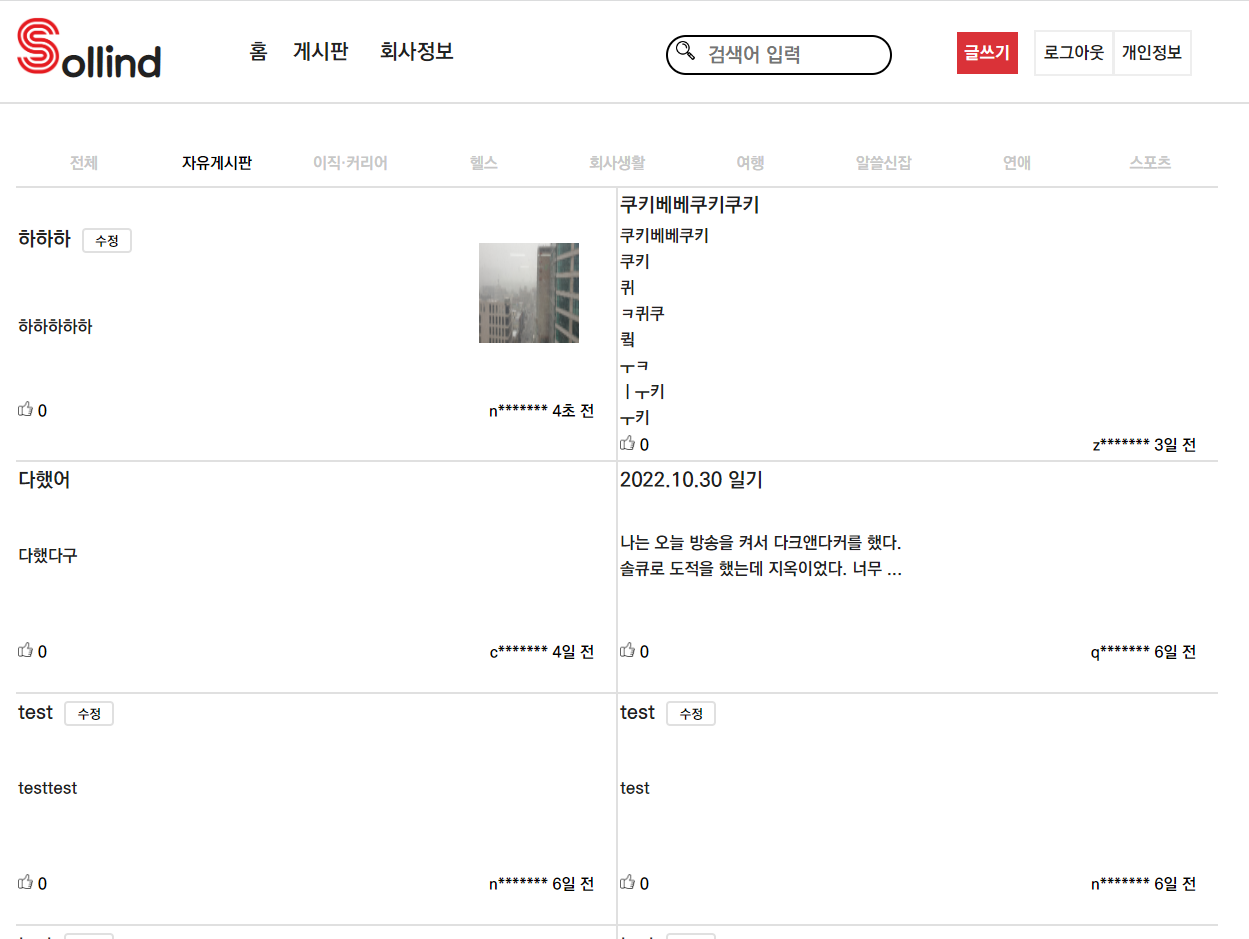 Sollind
홈 게시판 회사정보
검색어 입력
글쓰기 로그아웃 개인정보
전체 자유게시판 이직·커리어 헬스 회사생활 여행 알쓸신잡 연애 스포츠
하하하 수정
하하하하하
0 n******* 4초 전
쿠키베베쿠키쿠키
쿠키베베쿠키
쿠키
퀴
ㅋ퀴쿠
퀔
ㅜㅋ
ㅣㅜ키
ㅜ키
0 z******* 3일 전
다했어
다했다구
0 c******* 4일 전
2022.10.30 일기
나는 오늘 방송을 켜서 다크앤다커를 했다.
솔큐로 도적을 했는데 지옥이었다. 너무 ...
0 q******* 6일 전
test 수정
testtest
0 n******* 6일 전
test 수정
test
0 n******* 6일 전